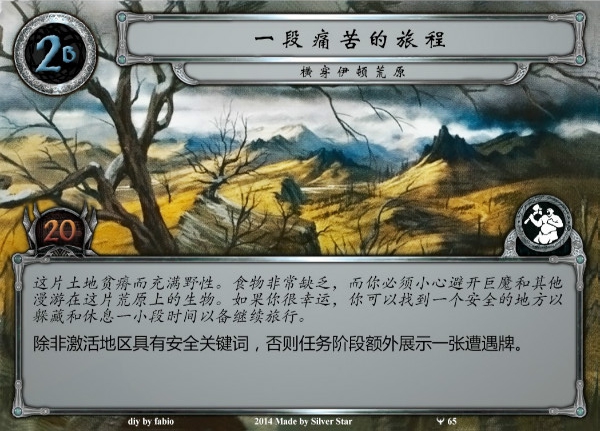 2B
一段痛苦的旅程
横穿伊顿荒原
20
这片土地贫瘠而充满野性。食物非常缺乏，而你必须小心避开巨魔和其他
漫游在这片荒原上的生物。如果你很幸运，你可以找到一个安全的地方以
躲藏和休息一小段时间以各继续旅行。
除非激活地区具有安全关键词，否则任务阶段额外展示一张遭遇牌。
diy by fabio 2014 Made by Silver Star 65